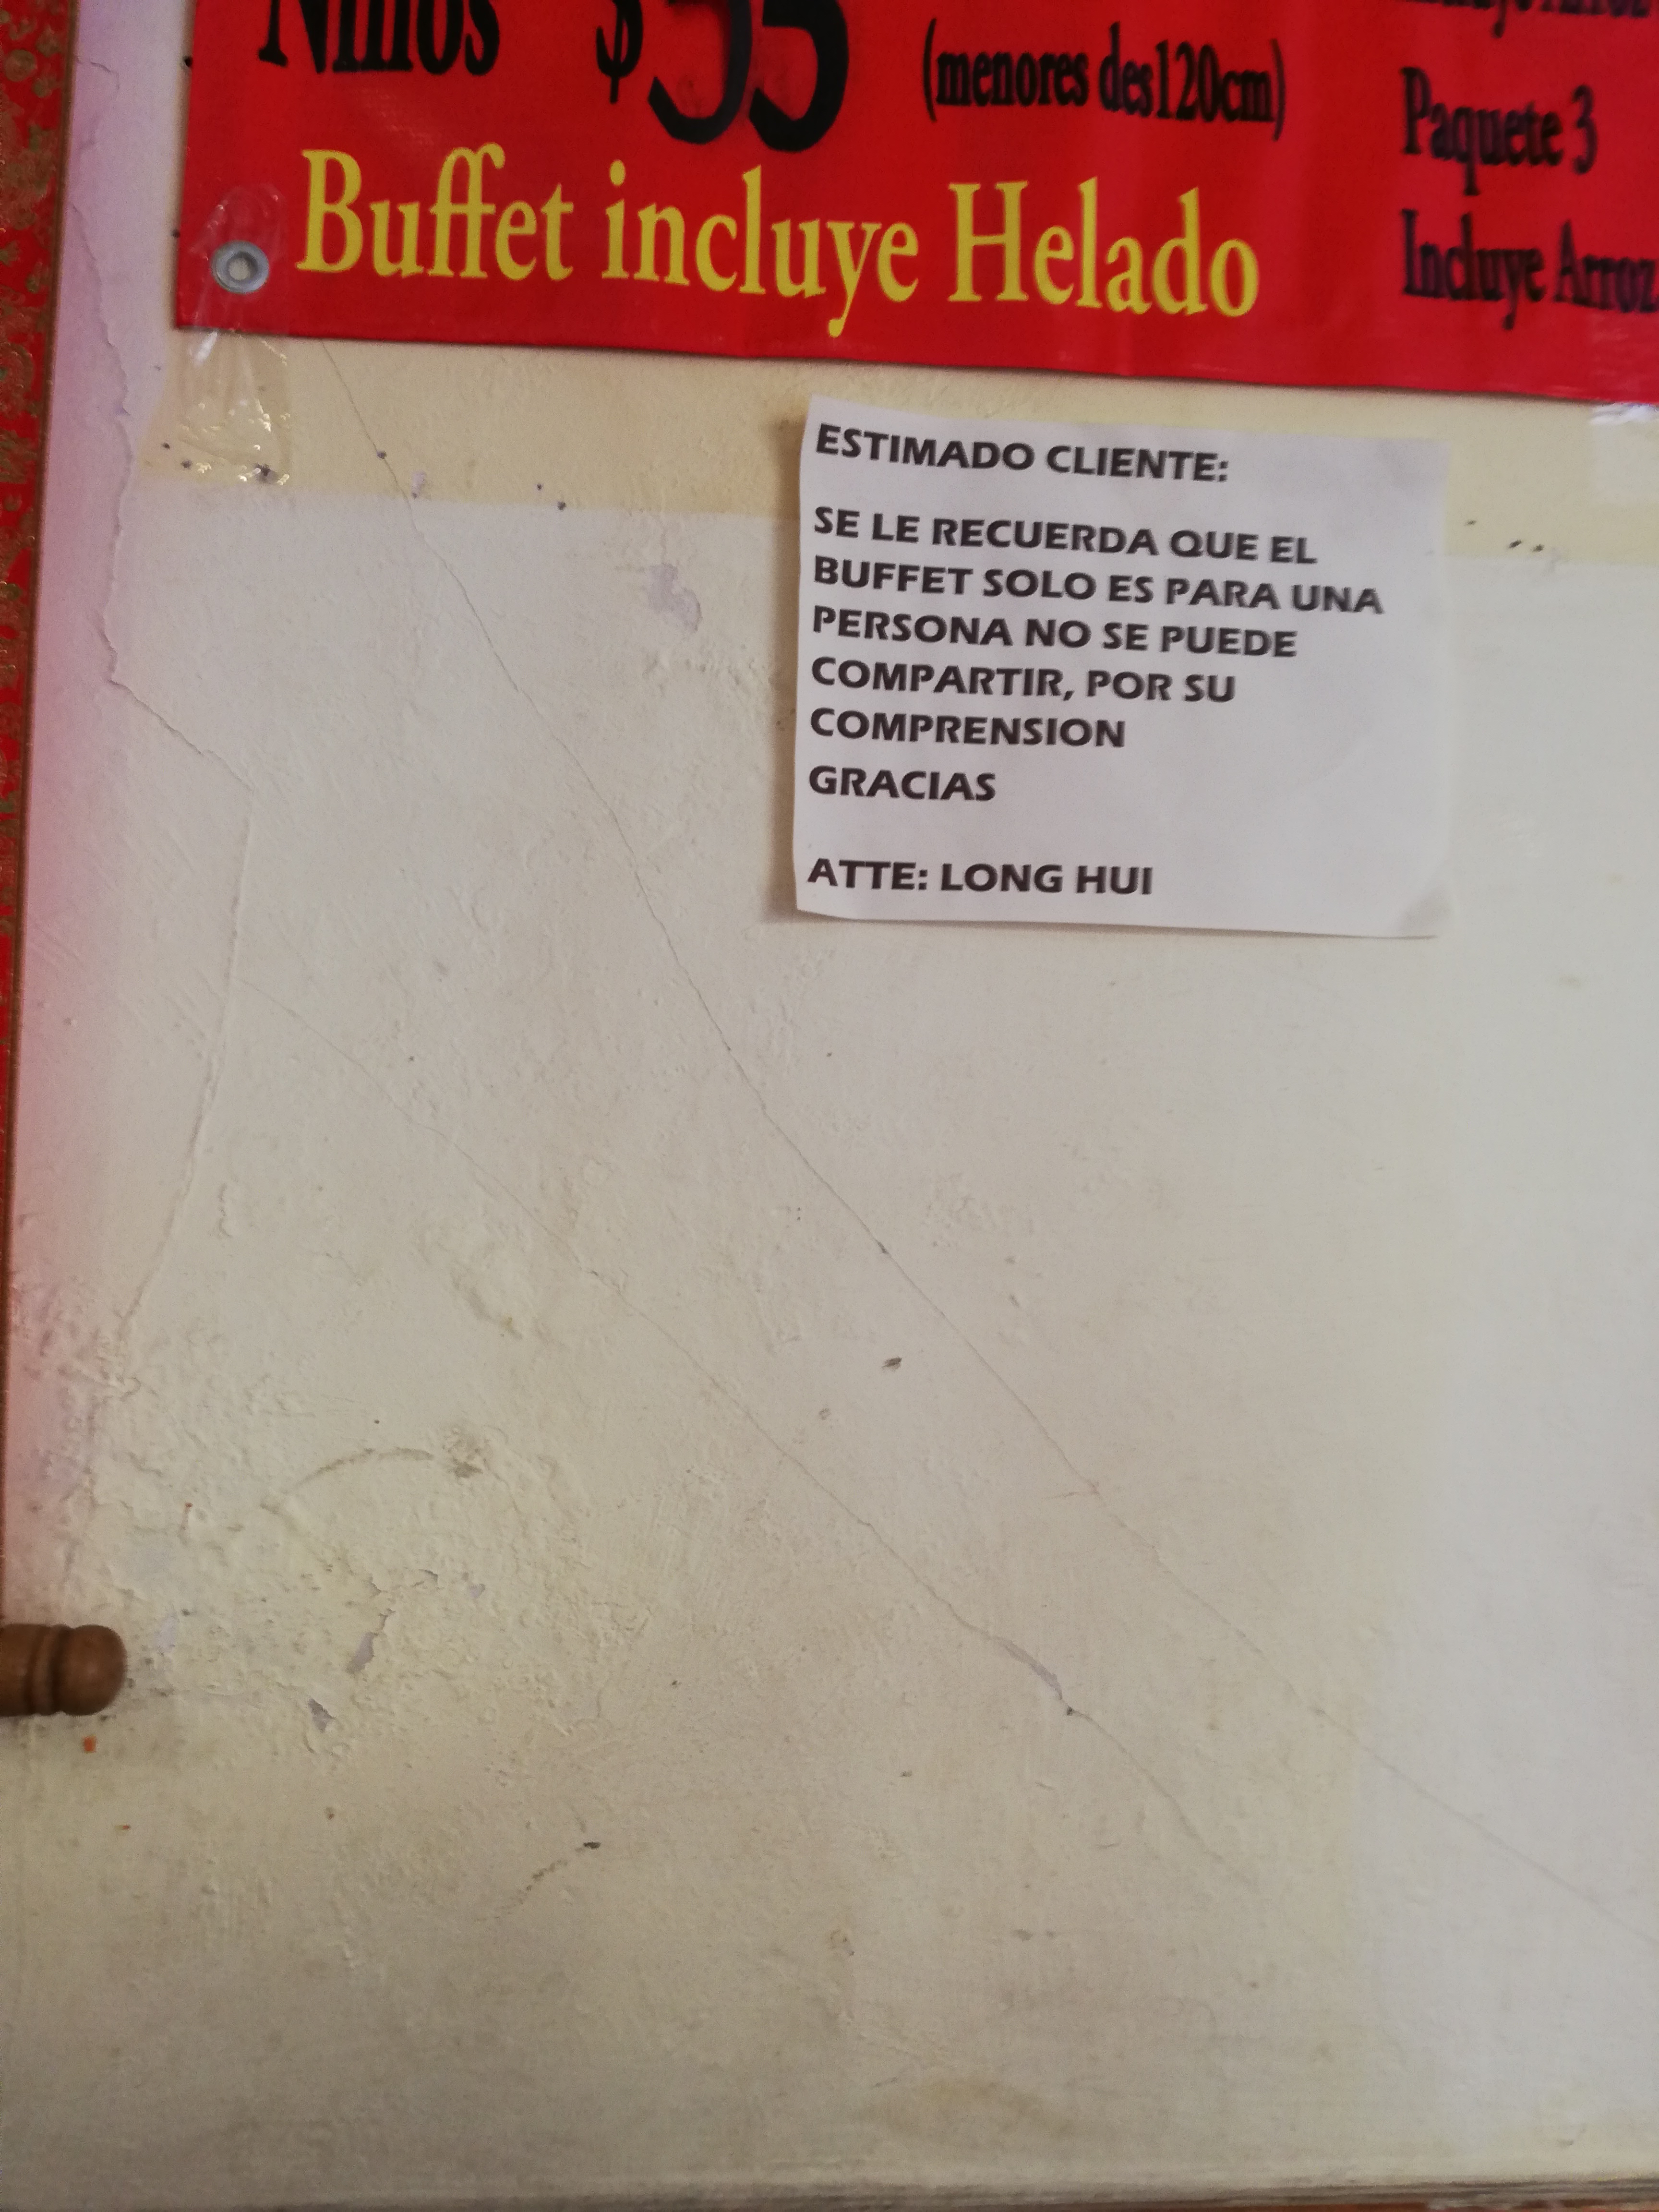 Niños $55 (menores des120cm)
Buffet incluye Helado
Paquete 3
Incluye Arroz
ESTIMADO CLIENTE:
SE LE RECUERDA QUE EL
BUFFET SOLO ES PARA UNA
PERSONA NO SE PUEDE
COMPARTIR, POR SU
COMPRENSION
GRACIAS
ATTE: LONG HUI